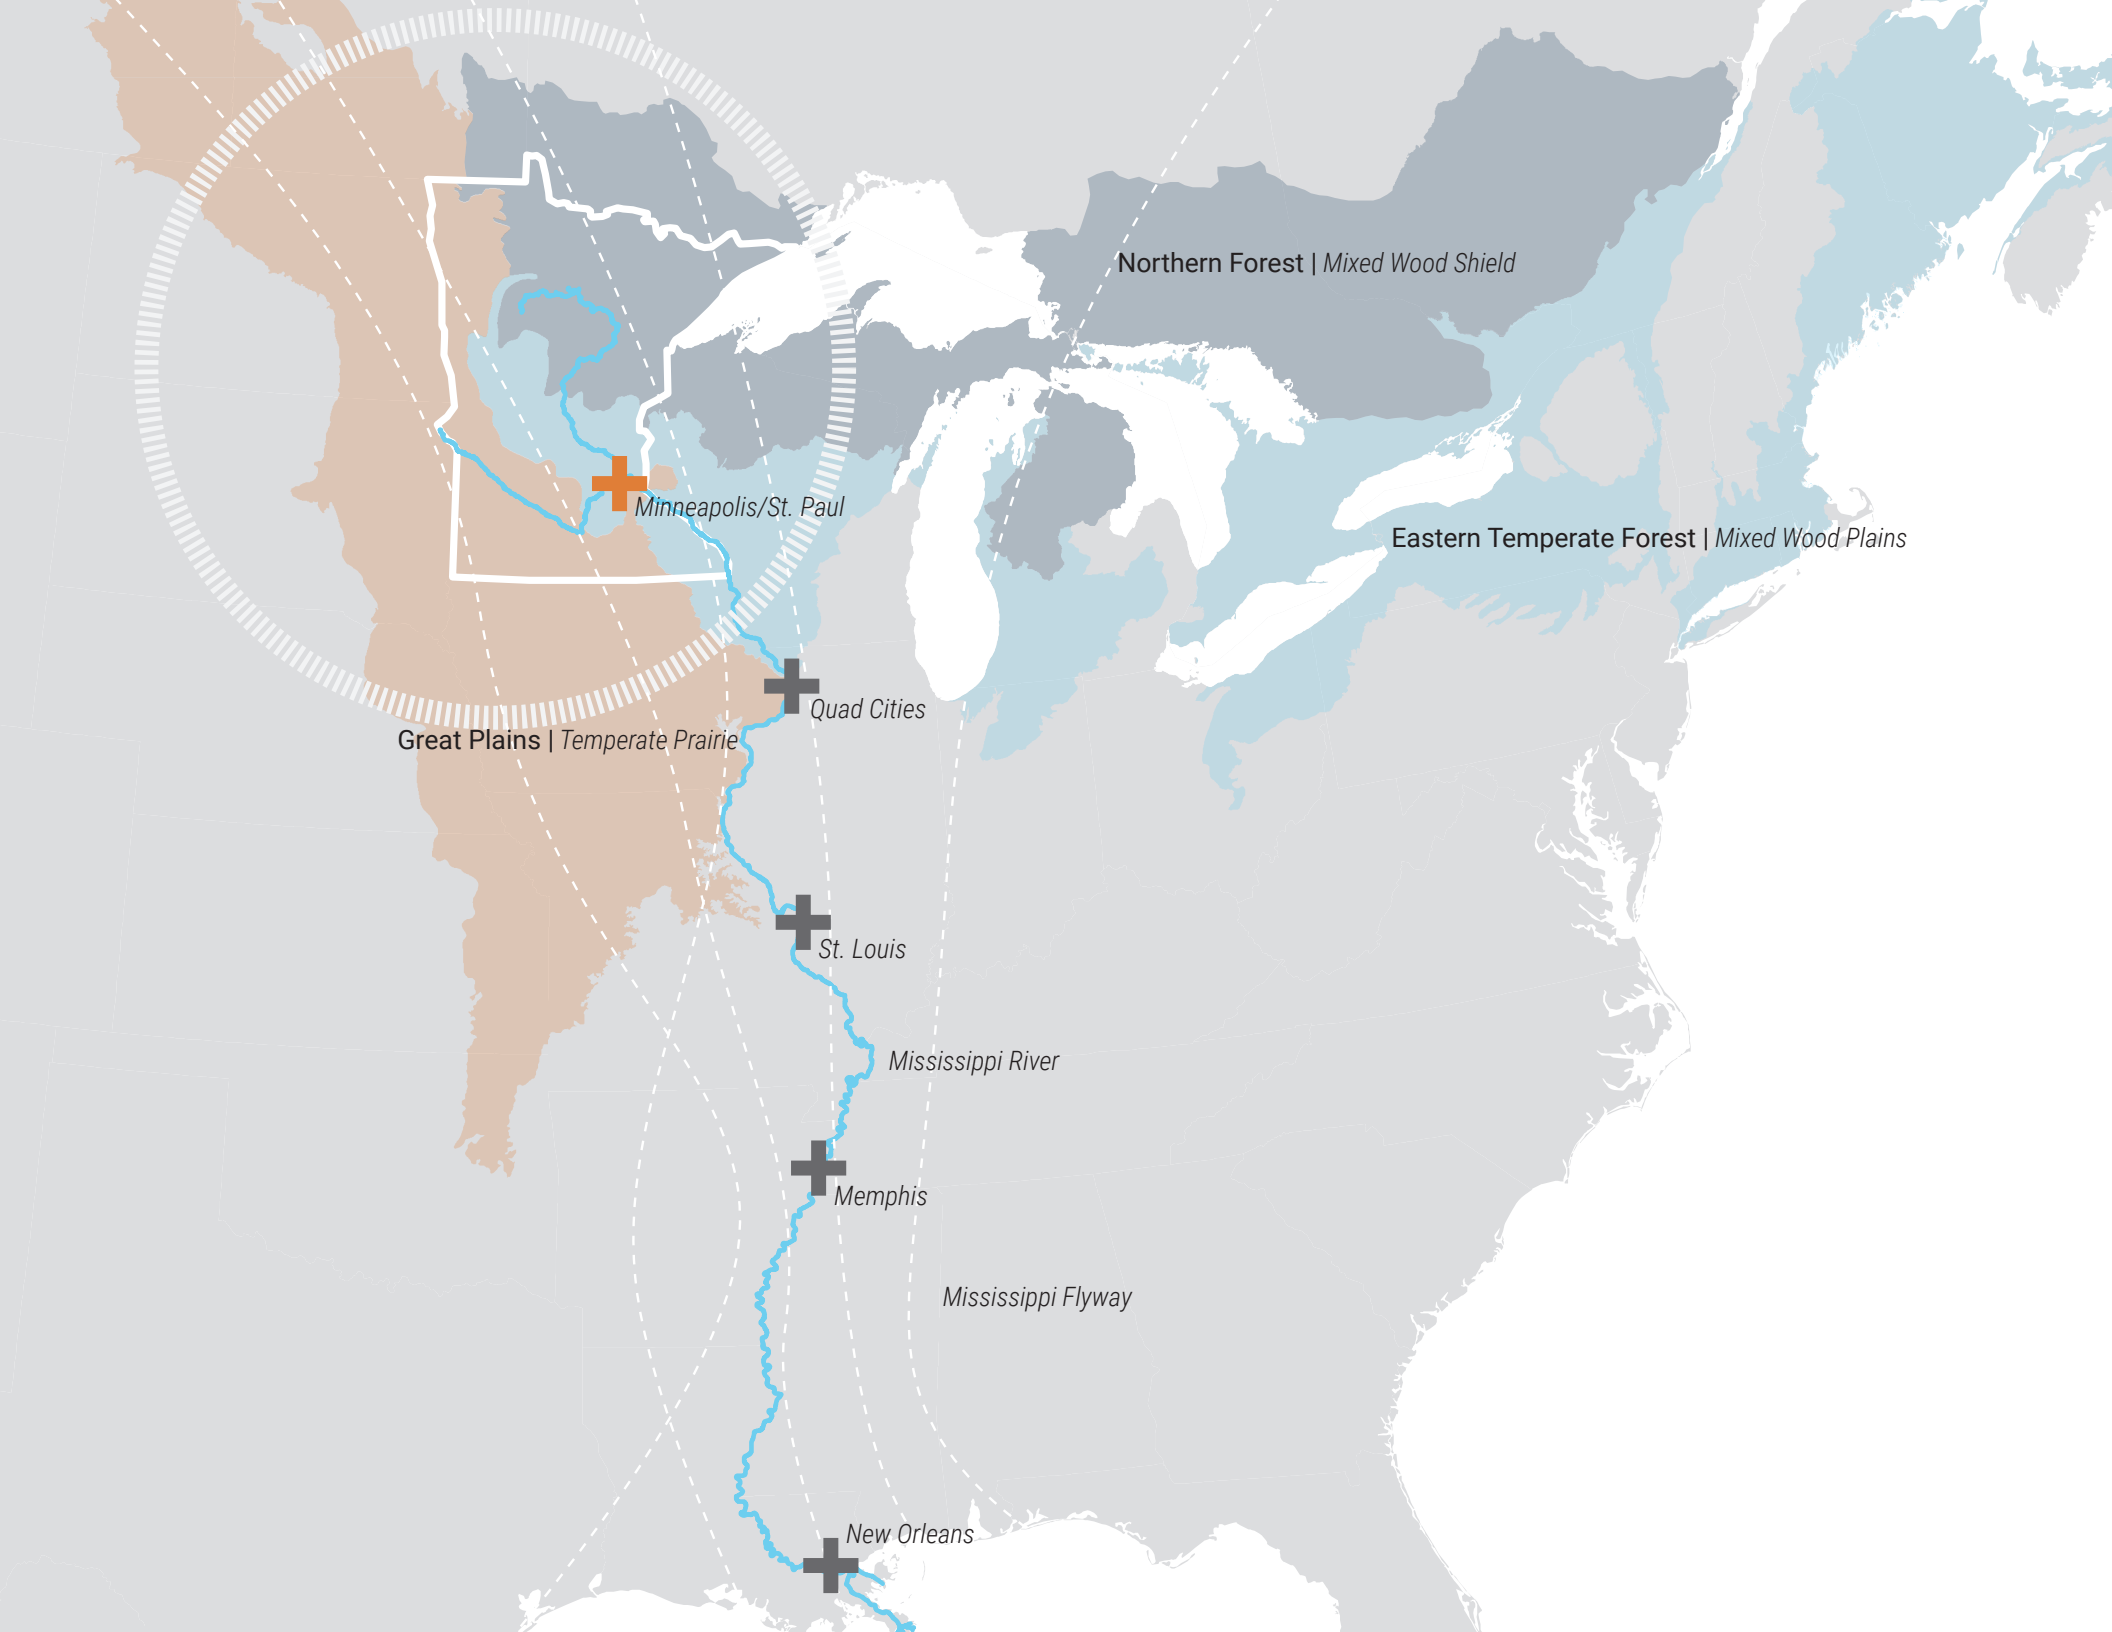 Northern Forest | Mixed Wood Shield
Minneapolis/St. Paul
Eastern Temperate Forest | Mixed Wood Plains
Quad Cities
Great Plains | Temperate Prairie
St. Louis
Mississippi River
Memphis
Mississippi Flyway
New Orleans